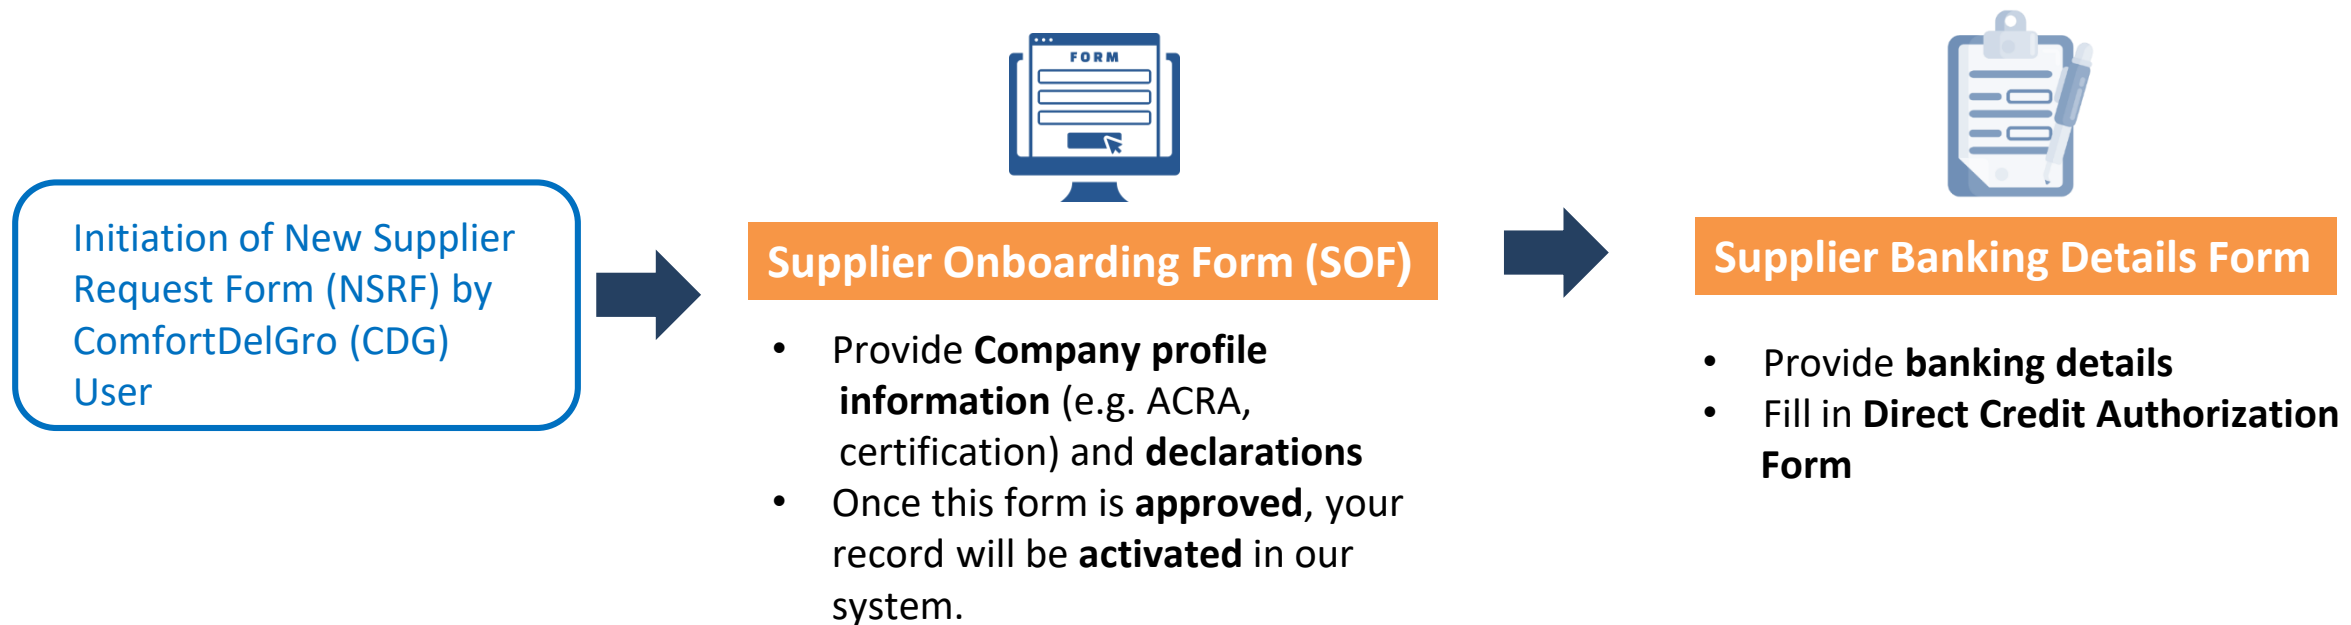 FORM
Initiation of New Supplier
Request Form (NSRF) by
ComfortDelGro (CDG)
User
Supplier Onboarding Form (SOF)
• Provide Company profile
information (e.g. ACRA,
certification) and declarations
• Once this form is approved, your
record will be activated in our
system.
Supplier Banking Details Form
• Provide banking details
• Fill in Direct Credit Authorization
Form